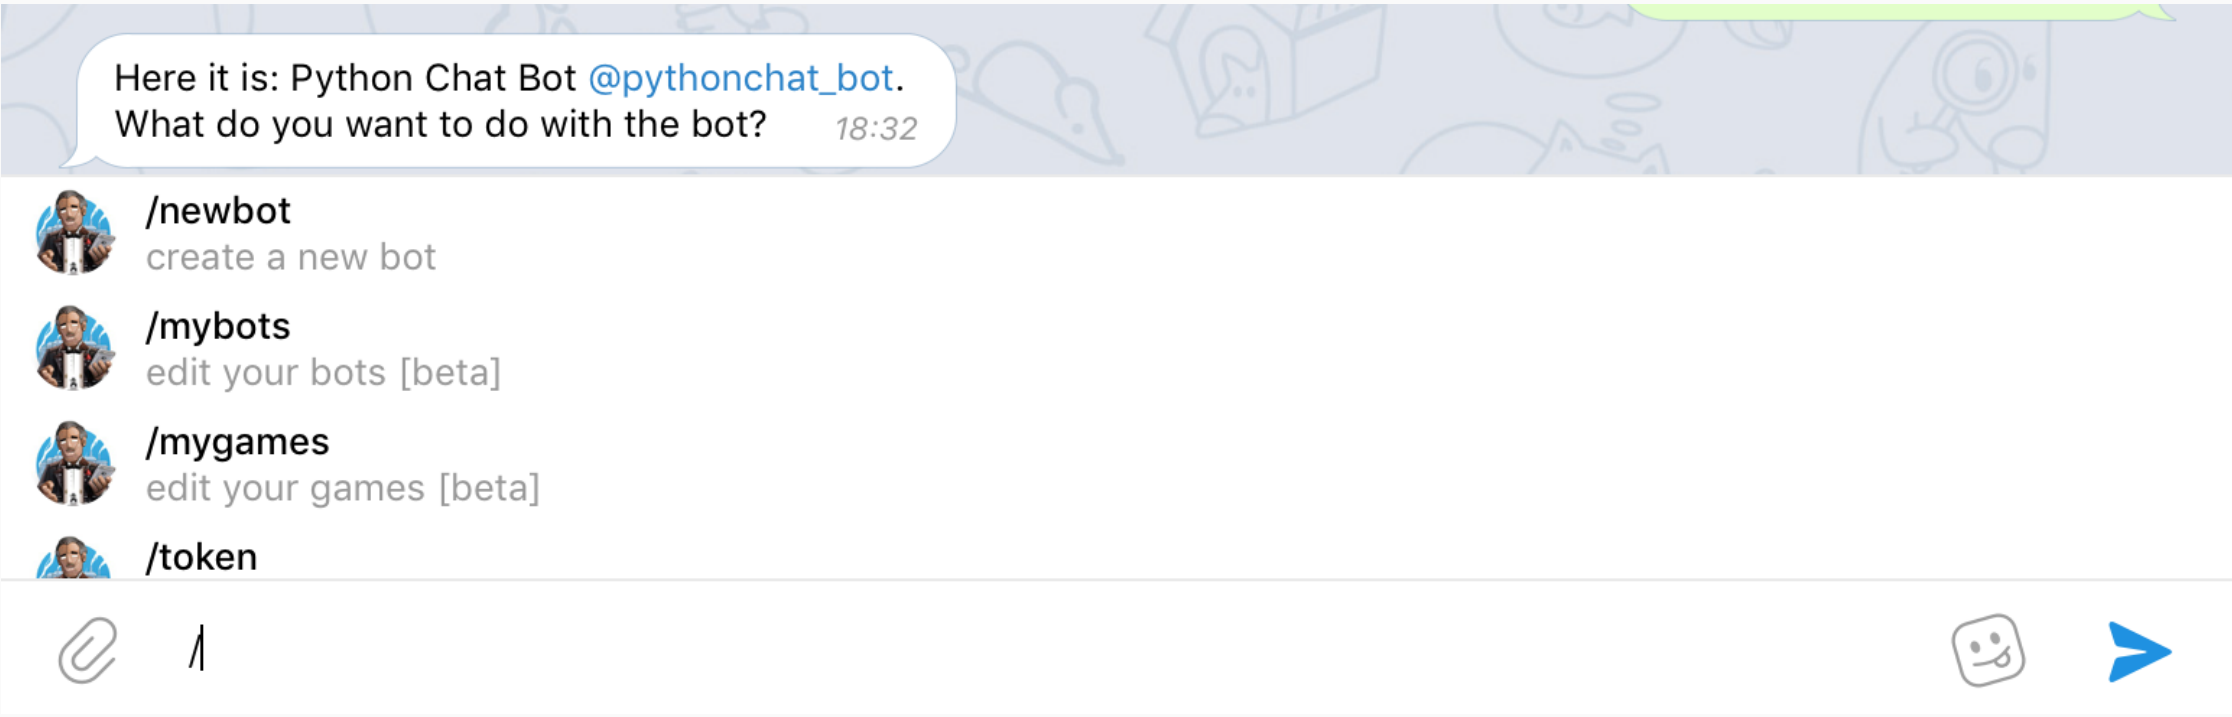 Here it is: Python Chat Bot @pythonchat_bot.
What do you want to do with the bot? 18:32
/newbot
create a new bot
/mybots
edit your bots [beta]
/mygames
edit your games [beta]
/token
/